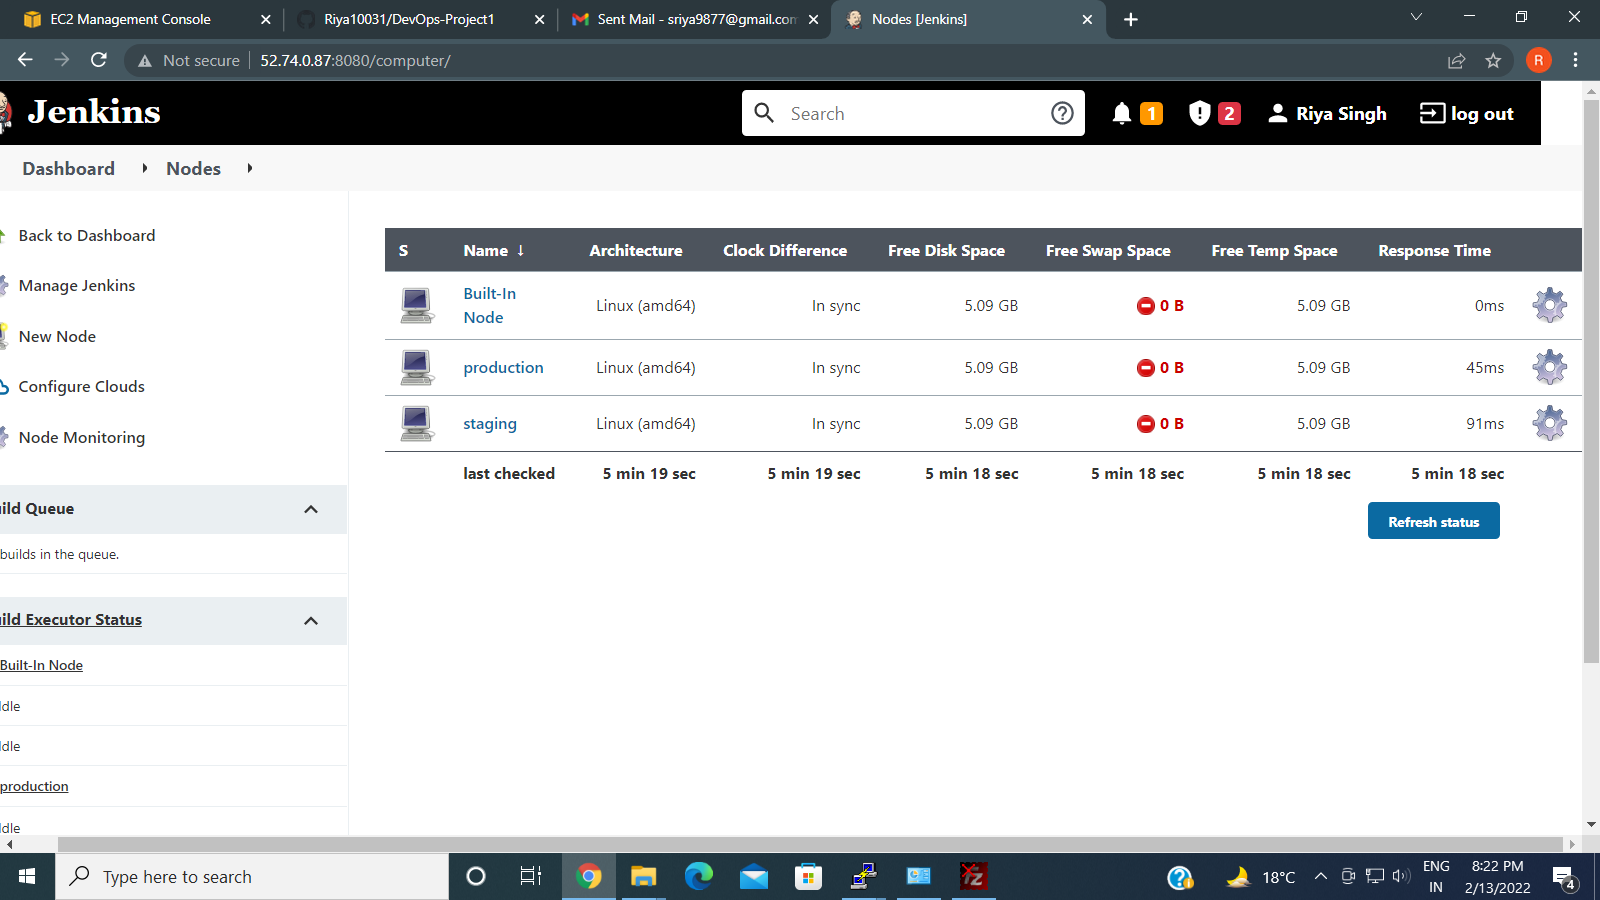 EC2 Management Console
Riya10031/DevOps-Project1
Sent Mail - sriya9877@gmail.com
Nodes [Jenkins]
Not secure
52.74.0.87:8080/computer/
R
Jenkins
Search
1
2
Riya Singh
log out
Dashboard
Nodes
Back to Dashboard
Manage Jenkins
New Node
Configure Clouds
Node Monitoring
ild Queue
builds in the queue.
ild Executor Status
Built-In Node
dle
dle
production
dle
S Name ↓ Architecture Clock Difference Free Disk Space Free Swap Space Free Temp Space Response Time
Built-In Node Linux (amd64) In sync 5.09 GB 0 B 5.09 GB 0ms
production Linux (amd64) In sync 5.09 GB 0 B 5.09 GB 45ms
staging Linux (amd64) In sync 5.09 GB 0 B 5.09 GB 91ms
last checked 5 min 19 sec 5 min 19 sec 5 min 18 sec 5 min 18 sec 5 min 18 sec 5 min 18 sec
Refresh status
Type here to search
18°C
ENG
IN
8:22 PM
2/13/2022
4